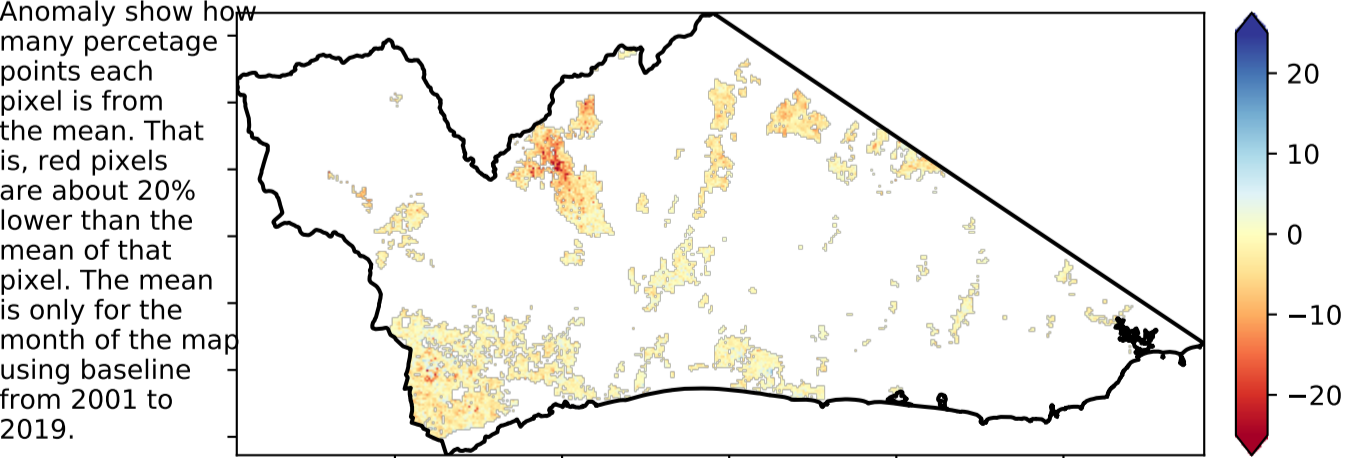 Anomaly show how
many percetage
points each
pixel is from
the mean. That
is, red pixels
are about 20%
lower than the
mean of that
pixel. The mean
is only for the
month of the map
using baseline
from 2001 to
2019.
20
10
0
−10
−20